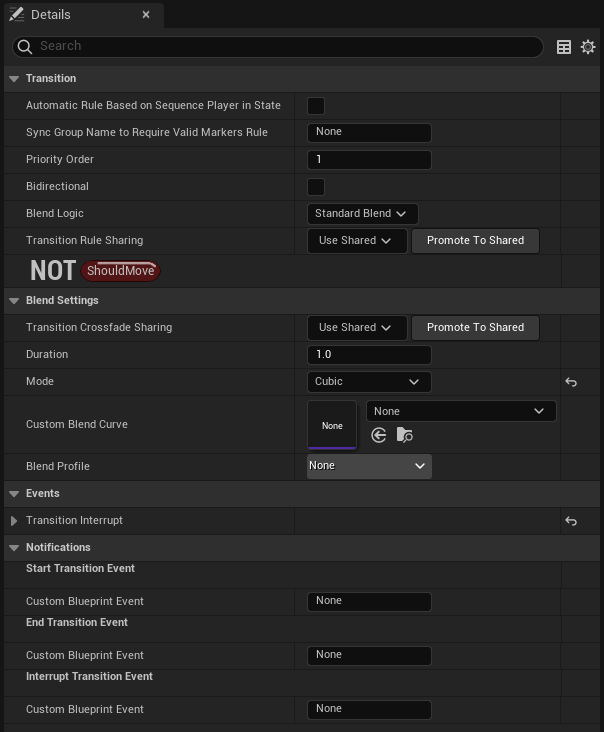 Details
Search
Transition
Automatic Rule Based on Sequence Player in State
Sync Group Name to Require Valid Markers Rule None
Priority Order 1
Bidirectional
Blend Logic Standard Blend
Transition Rule Sharing Use Shared Promote To Shared
NOT ShouldMove
Blend Settings
Transition Crossfade Sharing Use Shared Promote To Shared
Duration 1.0
Mode Cubic
None
Custom Blend Curve None
Blend Profile None
Events
Transition Interrupt
Notifications
Start Transition Event
Custom Blueprint Event None
End Transition Event
Custom Blueprint Event None
Interrupt Transition Event
Custom Blueprint Event None